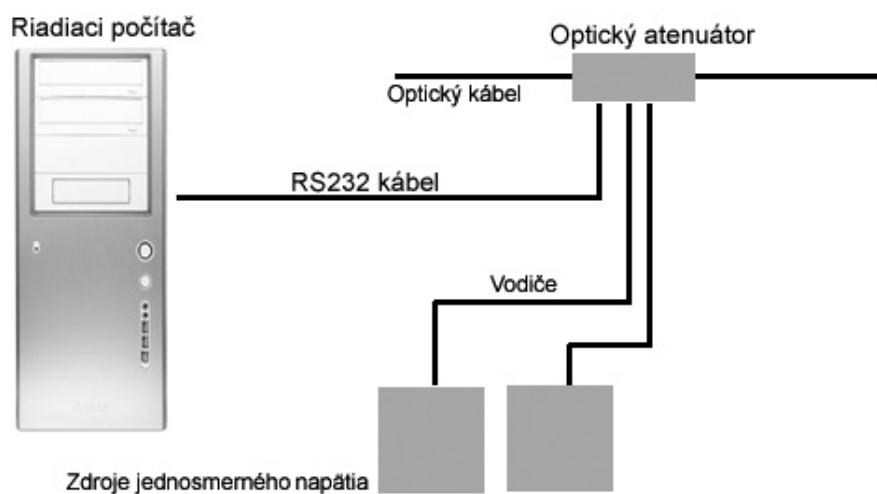 Riadiaci počítač
Optický atenuátor
Optický kábel
RS232 kábel
Vodiče
Zdroje jednosmerného napätia